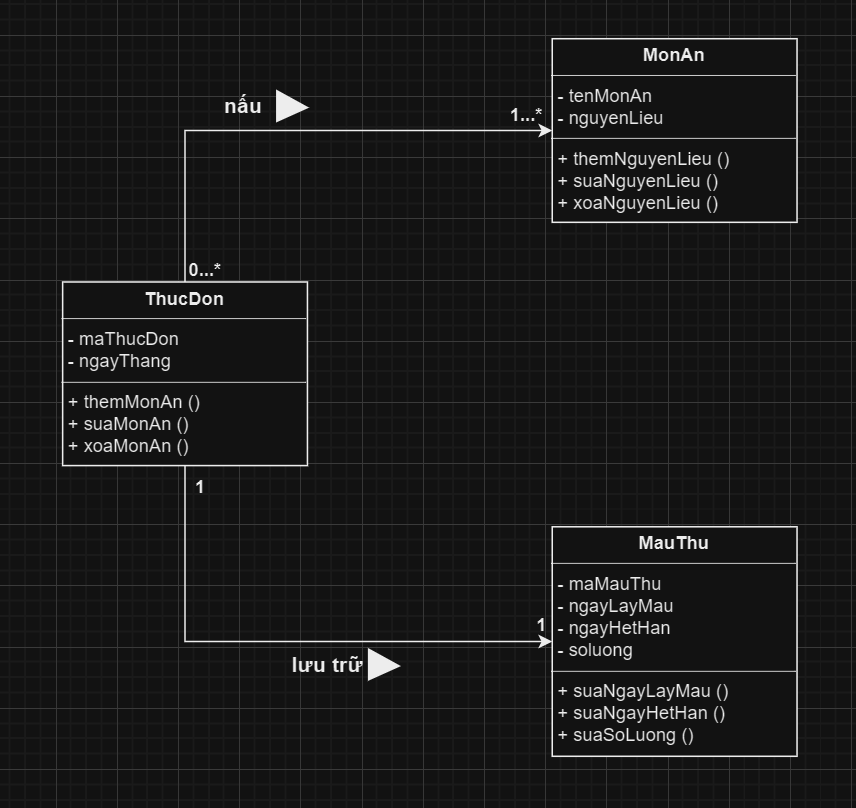 MonAn
- tenMonAn
- nguyenLieu
+ themNguyenLieu ()
+ suaNguyenLieu ()
+ xoaNguyenLieu ()
nấu
1...*
0...*
ThucDon
- maThucDon
- ngayThang
+ themMonAn ()
+ suaMonAn ()
+ xoaMonAn ()
1
1
lưu trữ
MauThu
- maMauThu
- ngayLayMau
- ngayHetHan
- soluong
+ suaNgayLayMau ()
+ suaNgayHetHan ()
+ suaSoLuong ()